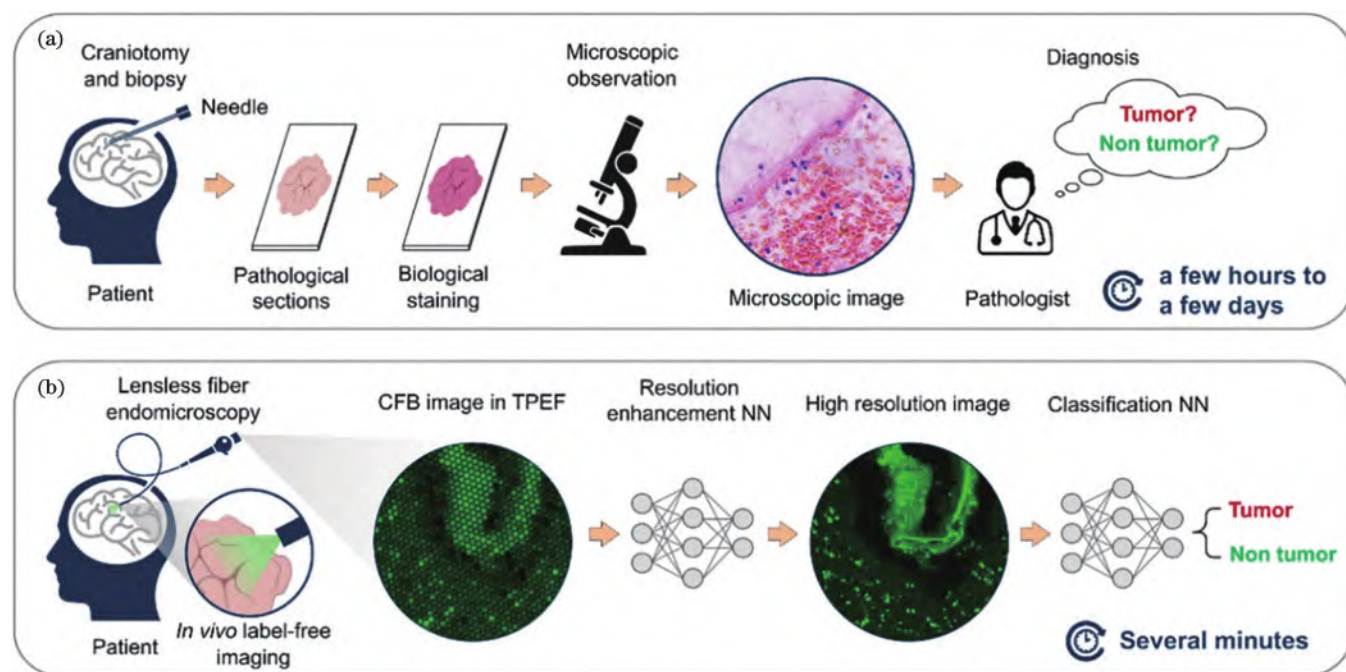 (a)
Craniotomy
and biopsy
Needle
Patient
Pathological
sections
Biological
staining
Microscopic
observation
Microscopic image
Diagnosis
Tumor?
Non tumor?
Pathologist
a few hours to
a few days
(b)
Lensless fiber
endomicroscopy
Patient
In vivo label-free
imaging
CFB image in TPEF
Resolution
enhancement NN
High resolution image
Classification NN
Tumor
Non tumor
Several minutes